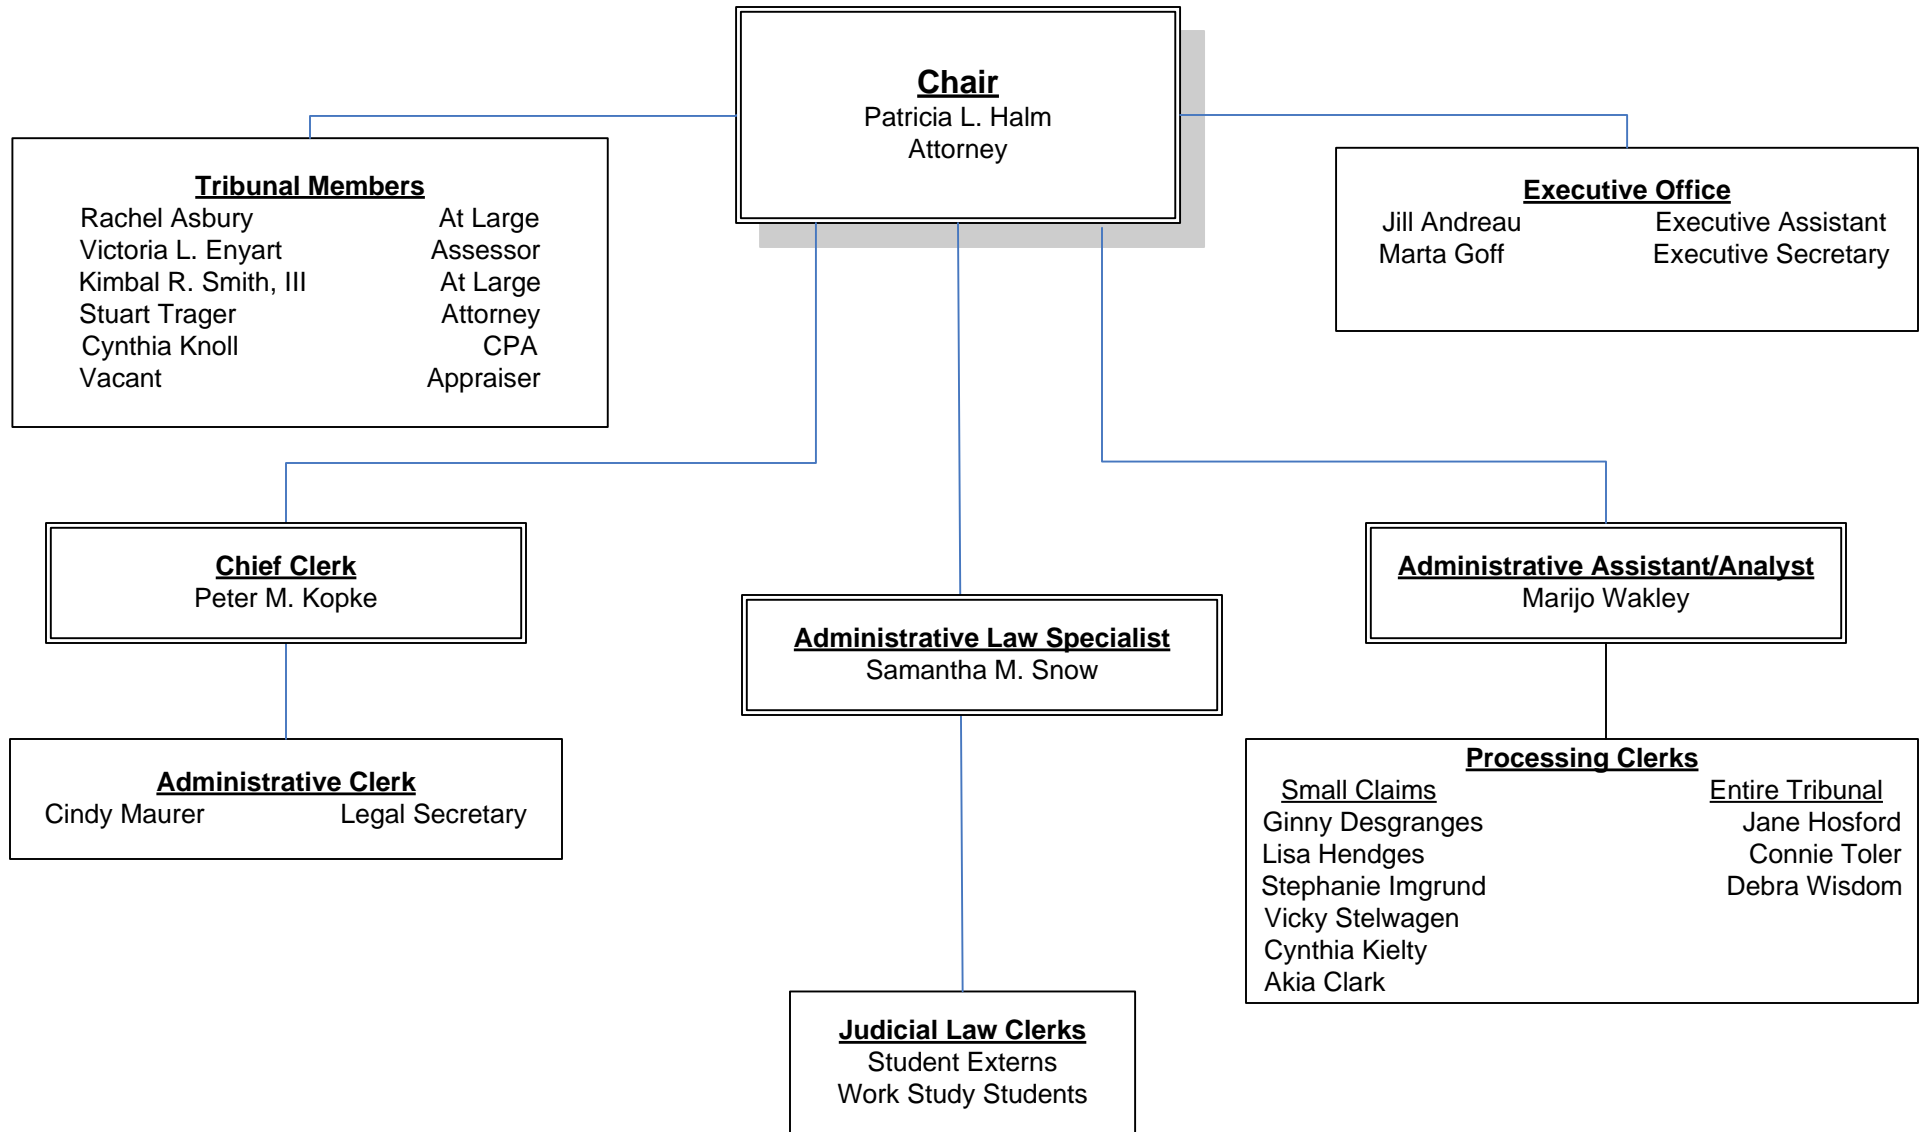 Chair
Patricia L. Halm
Attorney
Tribunal Members
Rachel Asbury At Large
Victoria L. Enyart Assessor
Kimbal R. Smith, III At Large
Stuart Trager Attorney
Cynthia Knoll CPA
Vacant Appraiser
Executive Office
Jill Andreau Executive Assistant
Marta Goff Executive Secretary
Chief Clerk
Peter M. Kopke
Administrative Law Specialist
Samantha M. Snow
Administrative Assistant/Analyst
Marijo Wakley
Administrative Clerk
Cindy Maurer Legal Secretary
Processing Clerks
Small Claims Entire Tribunal
Ginny Desgranges Jane Hosford
Lisa Hendges Connie Toler
Stephanie Imgrund Debra Wisdom
Vicky Stelwagen
Cynthia Kielty
Akia Clark
Judicial Law Clerks
Student Externs
Work Study Students